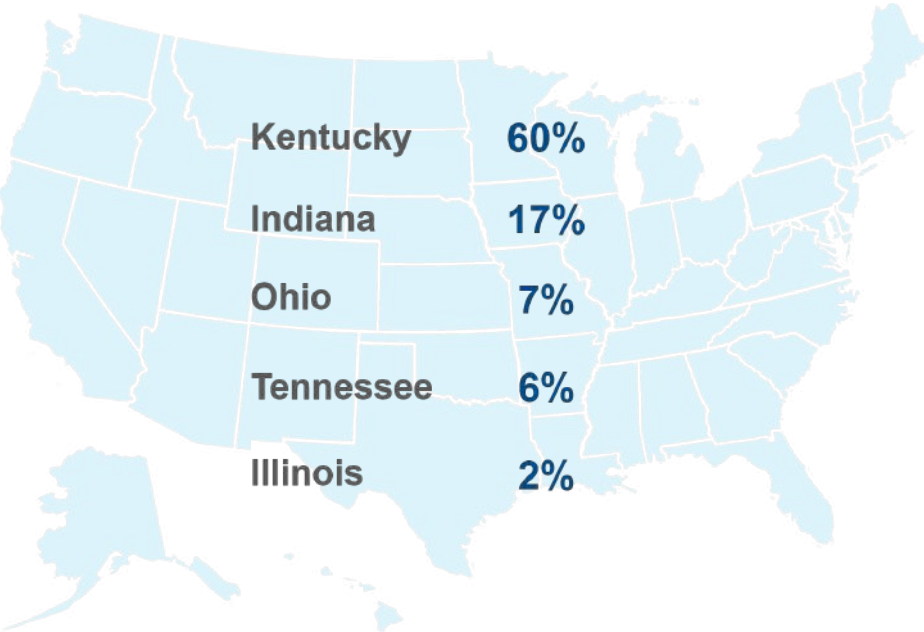 Kentucky 60%
Indiana 17%
Ohio 7%
Tennessee 6%
Illinois 2%